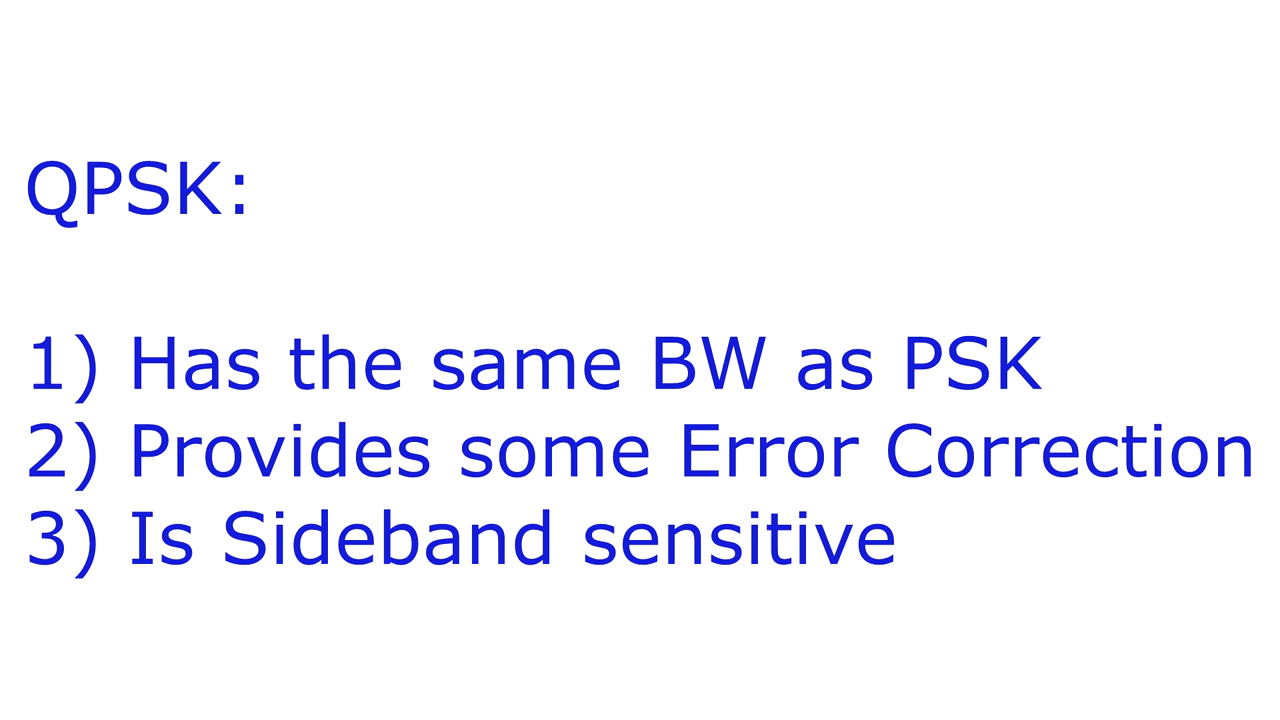 QPSK:
1) Has the same BW as PSK
2) Provides some Error Correction
3) Is Sideband sensitive